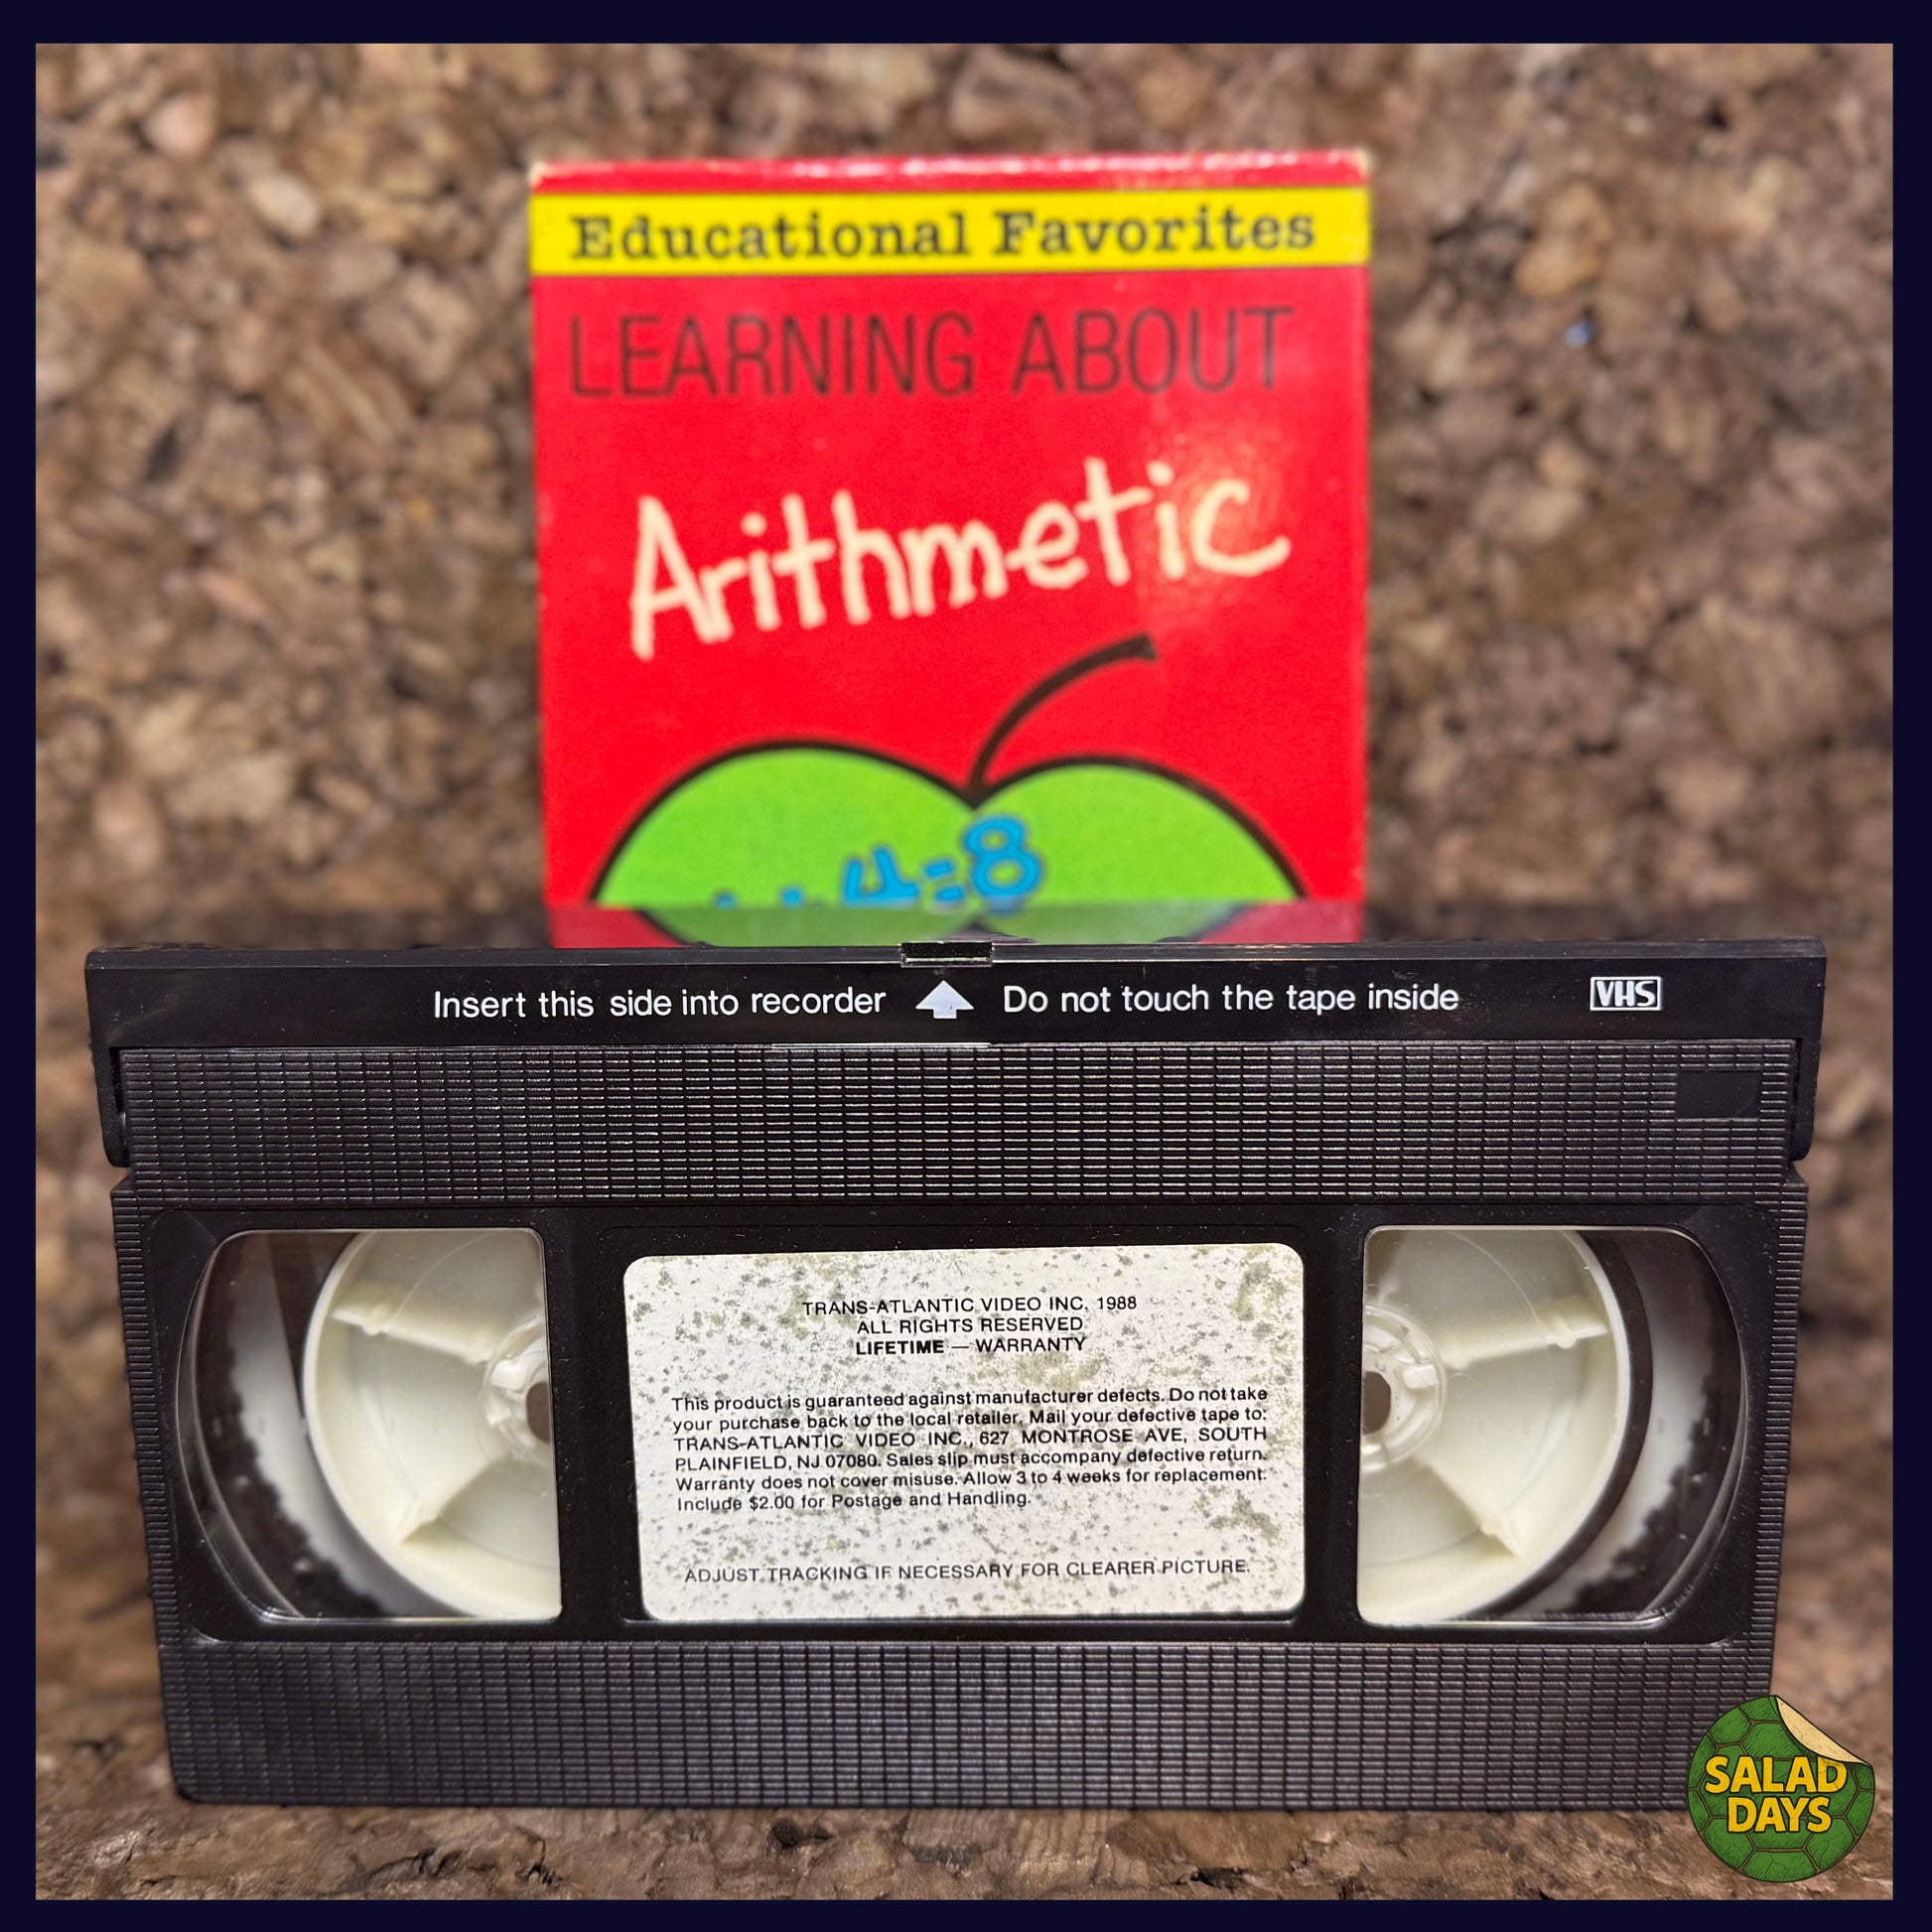 Educational Favorites
LEARNING ABOUT
Arithmetic
4=8
Insert this side into recorder Do not touch the tape inside VHS
TRANS-ATLANTIC VIDEO INC. 1988
ALL RIGHTS RESERVED
LIFETIME — WARRANTY
This product is guaranteed against manufacturer defects. Do not take
your purchase back to the local retailer. Mail your defective tape to:
TRANS-ATLANTIC VIDEO INC., 627 MONTROSE AVE, SOUTH
PLAINFIELD, NJ 07080. Sales slip must accompany defective return.
Warranty does not cover misuse. Allow 3 to 4 weeks for replacement.
Include $2.00 for Postage and Handling.
ADJUST TRACKING IF NECESSARY FOR CLEARER PICTURE.
SALAD
DAYS